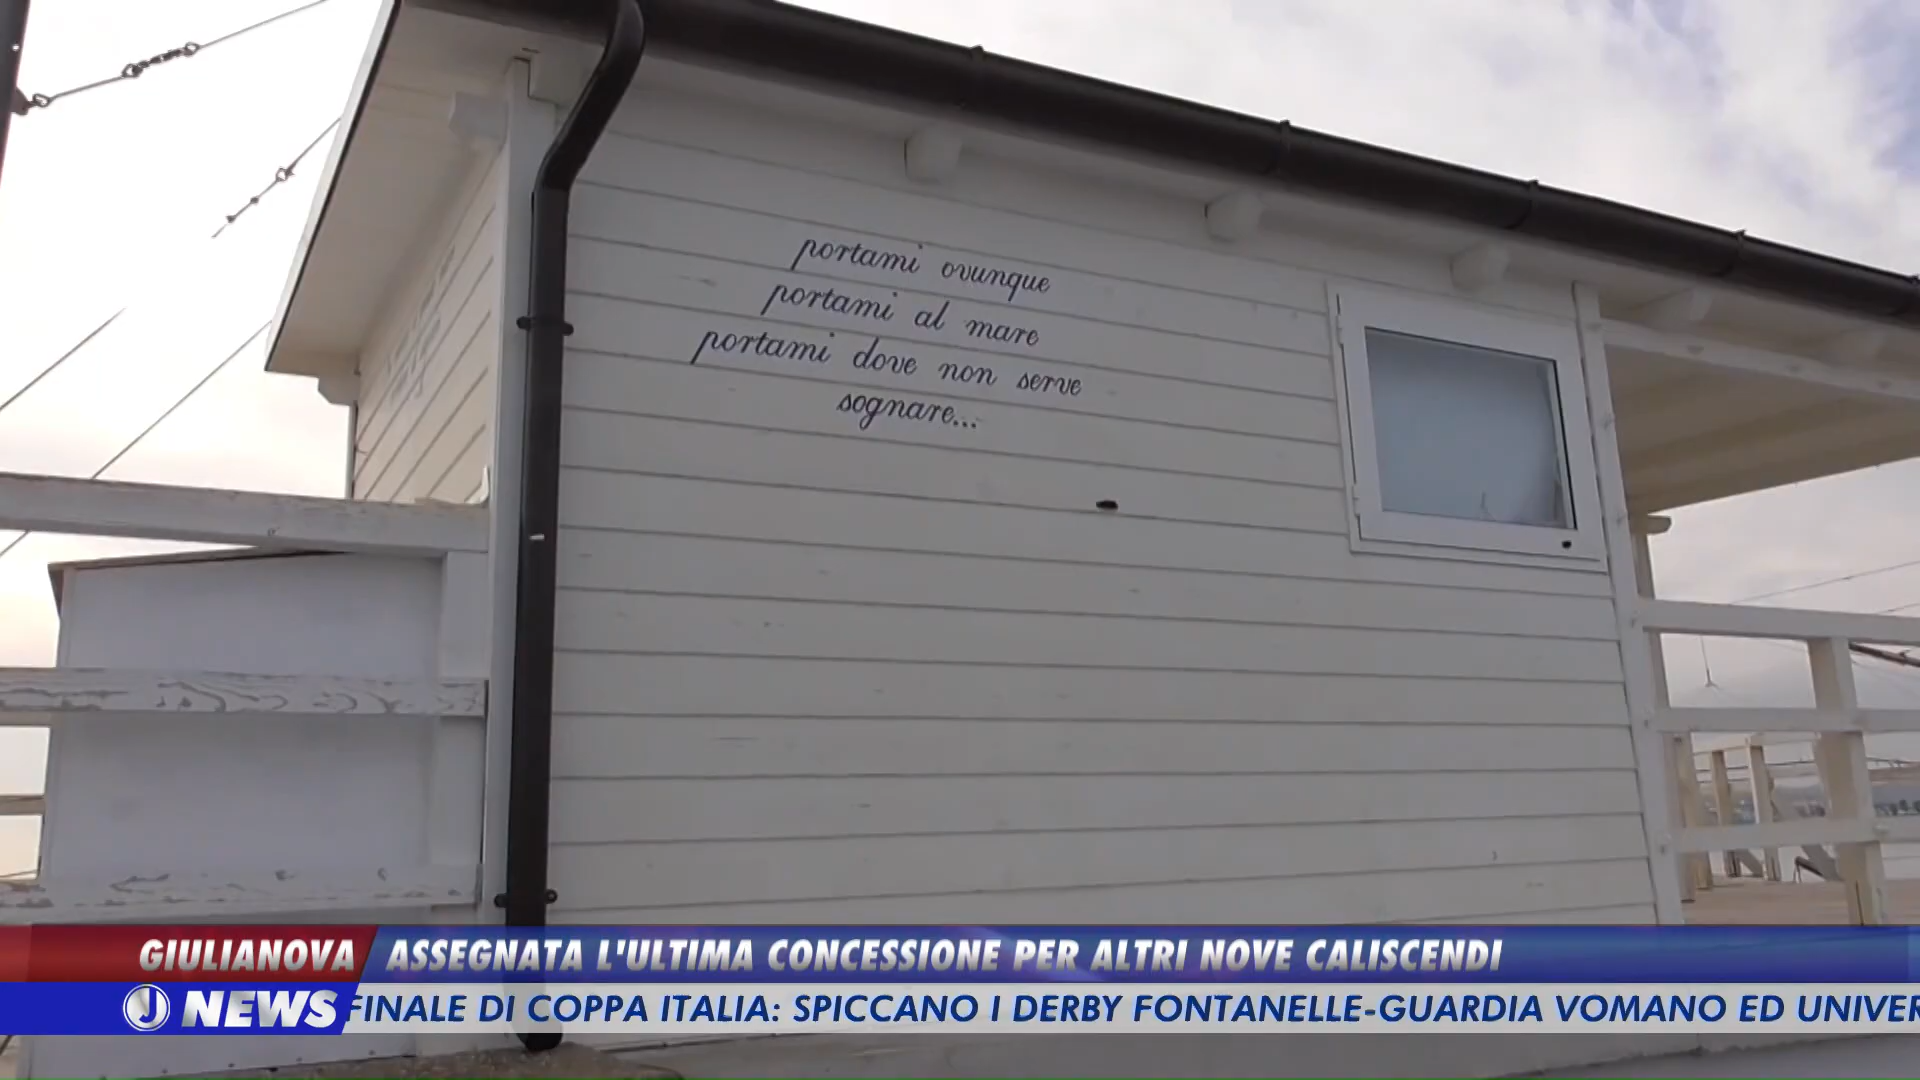 portami ovunque
portami al mare
portami dove non serve
sognare...
GIULIANOVA ASSEGNATA L'ULTIMA CONCESSIONE PER ALTRI NOVE CALISCENDI
J NEWS FINALE DI COPPA ITALIA: SPICCANO I DERBY FONTANELLE-GUARDIA VOMANO ED UNIVER